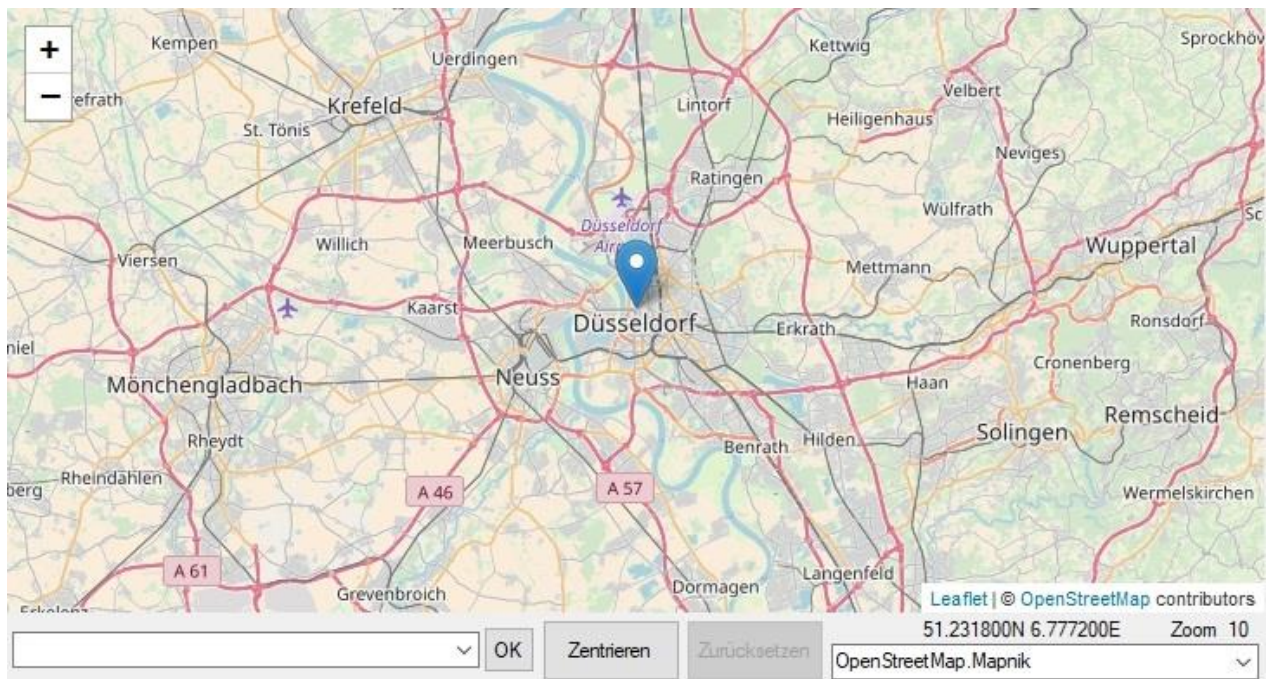 +
Kempen
Uerdingen
Kettwig
Sprockhöv
−
efrath
Krefeld
Lintorf
Velbert
St. Tönis
Heiligenhaus
Neviges
Ratingen
Wülfrath
Sc
Düsseldorf
Airp
Willich
Meerbusch
Wuppertal
Viersen
Mettmann
Kaarst
Düsseldorf
Erkrath
Ronsdorf
niel
Cronenberg
Mönchengladbach
Neuss
Haan
Remscheid
Rheydt
Benrath
Hilden
Solingen
Rheindahlen
berg
A 46
A 57
Wermelskirchen
A 61
Grevenbroich
Dormagen
Langenfeld
Leaflet | © OpenStreetMap contributors
51.231800N 6.777200E Zoom 10
OK Zentrieren Zurücksetzen
OpenStreetMap.Mapnik